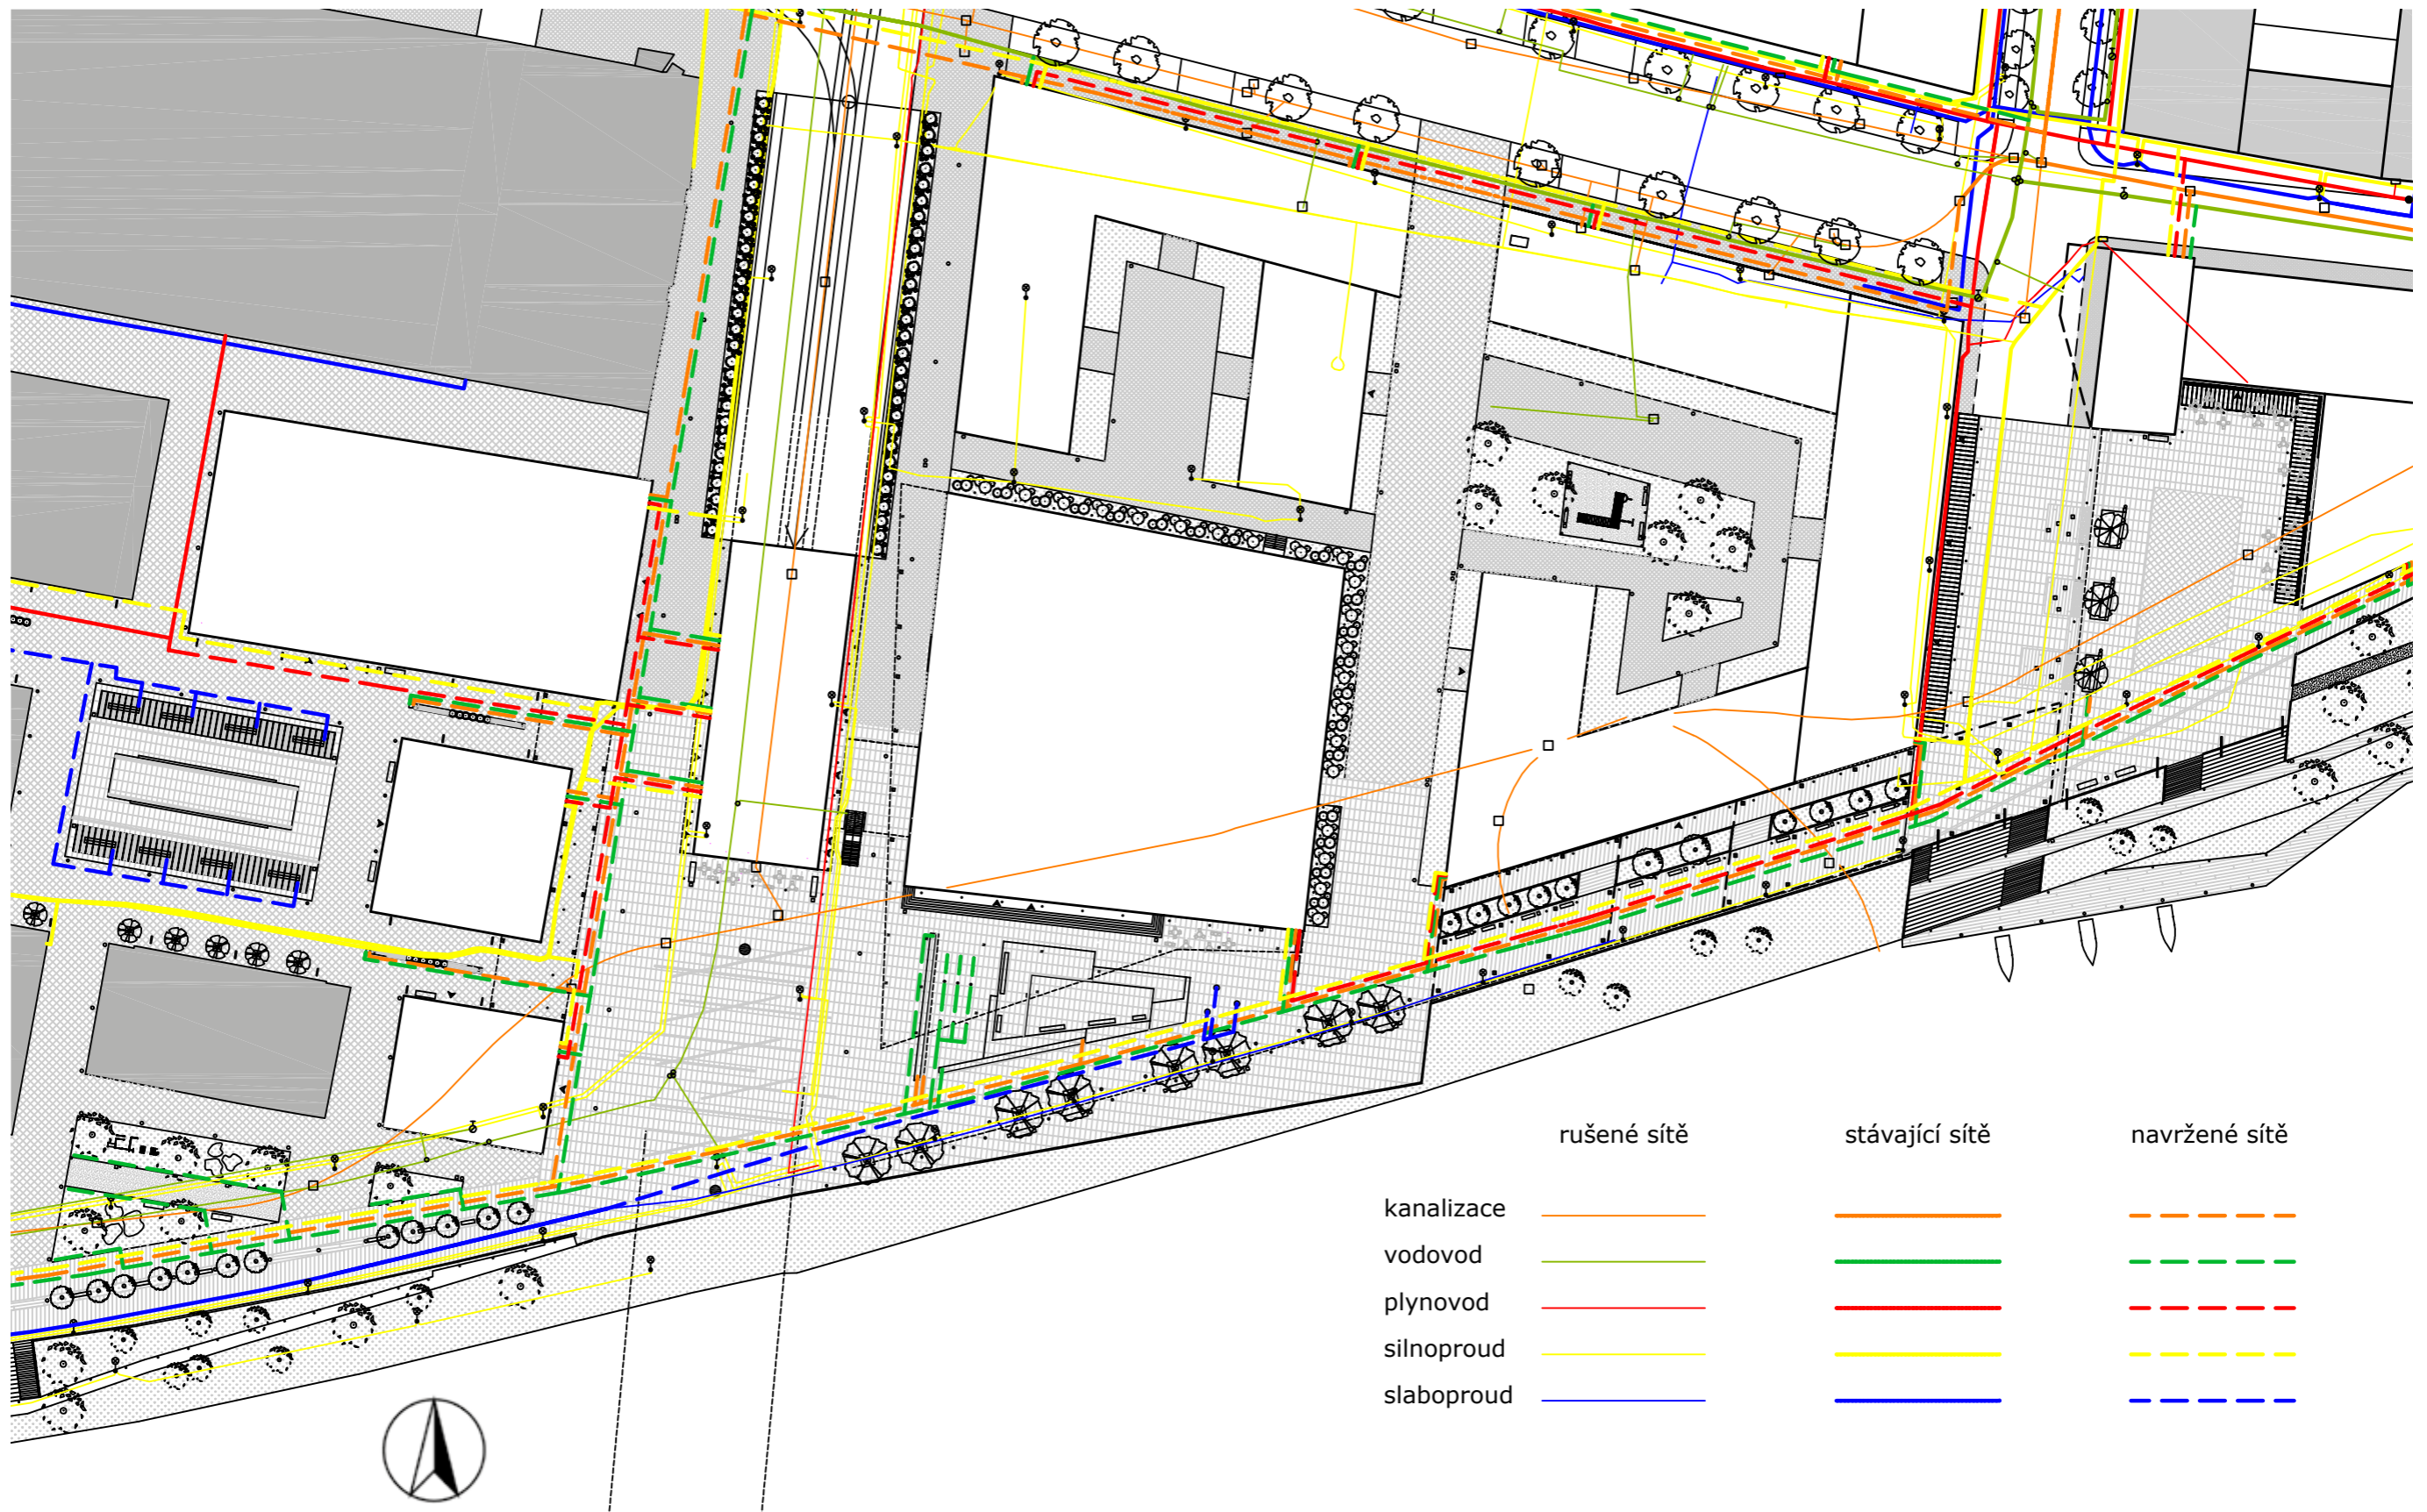 rušené sítě stávající sítě navržené sítě
kanalizace
vodovod
plynovod
silnoproud
slaboproud